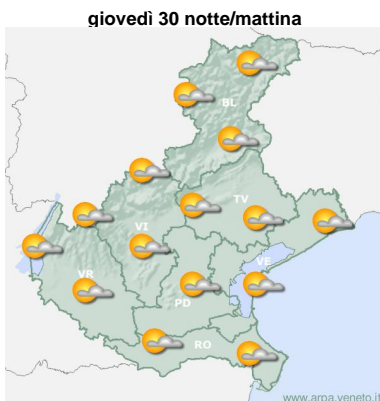 giovedì 30 notte/mattina
BL
TV
VI
VE
VR
PD
RO
www.arpa.veneto.it